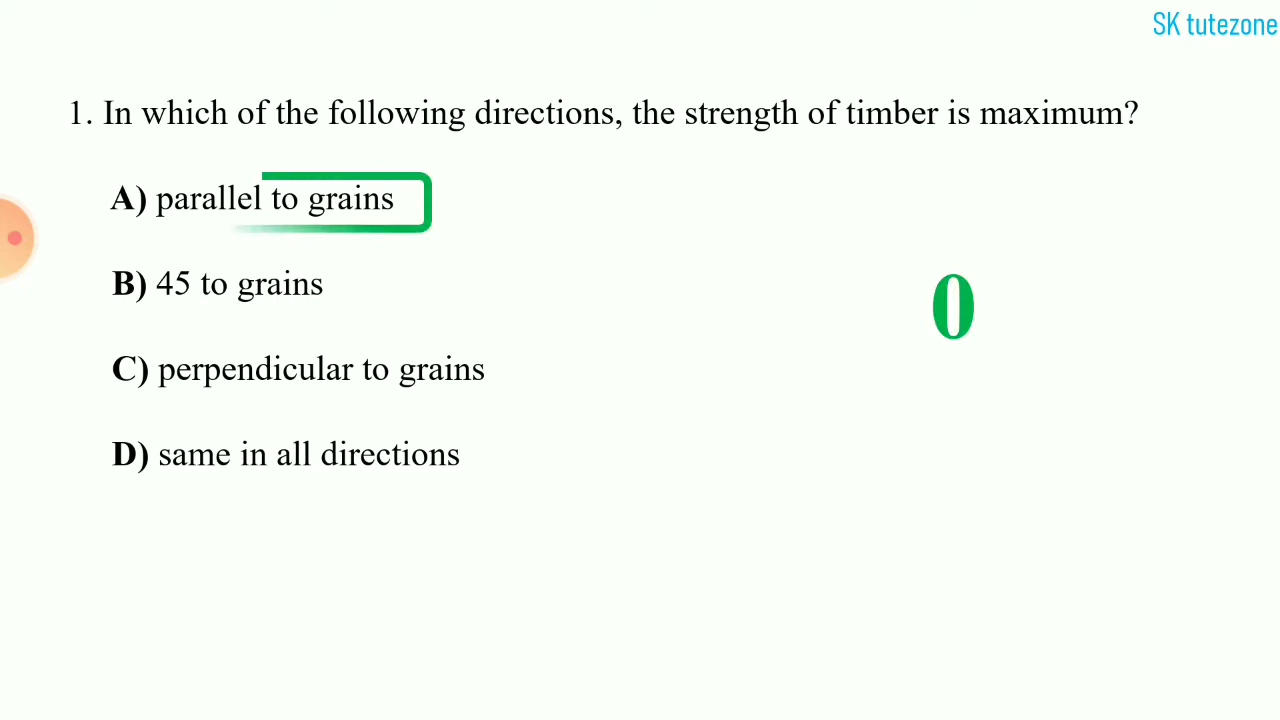 SK tutezone
1. In which of the following directions, the strength of timber is maximum?
A) parallel to grains
B) 45 to grains
C) perpendicular to grains
D) same in all directions
0